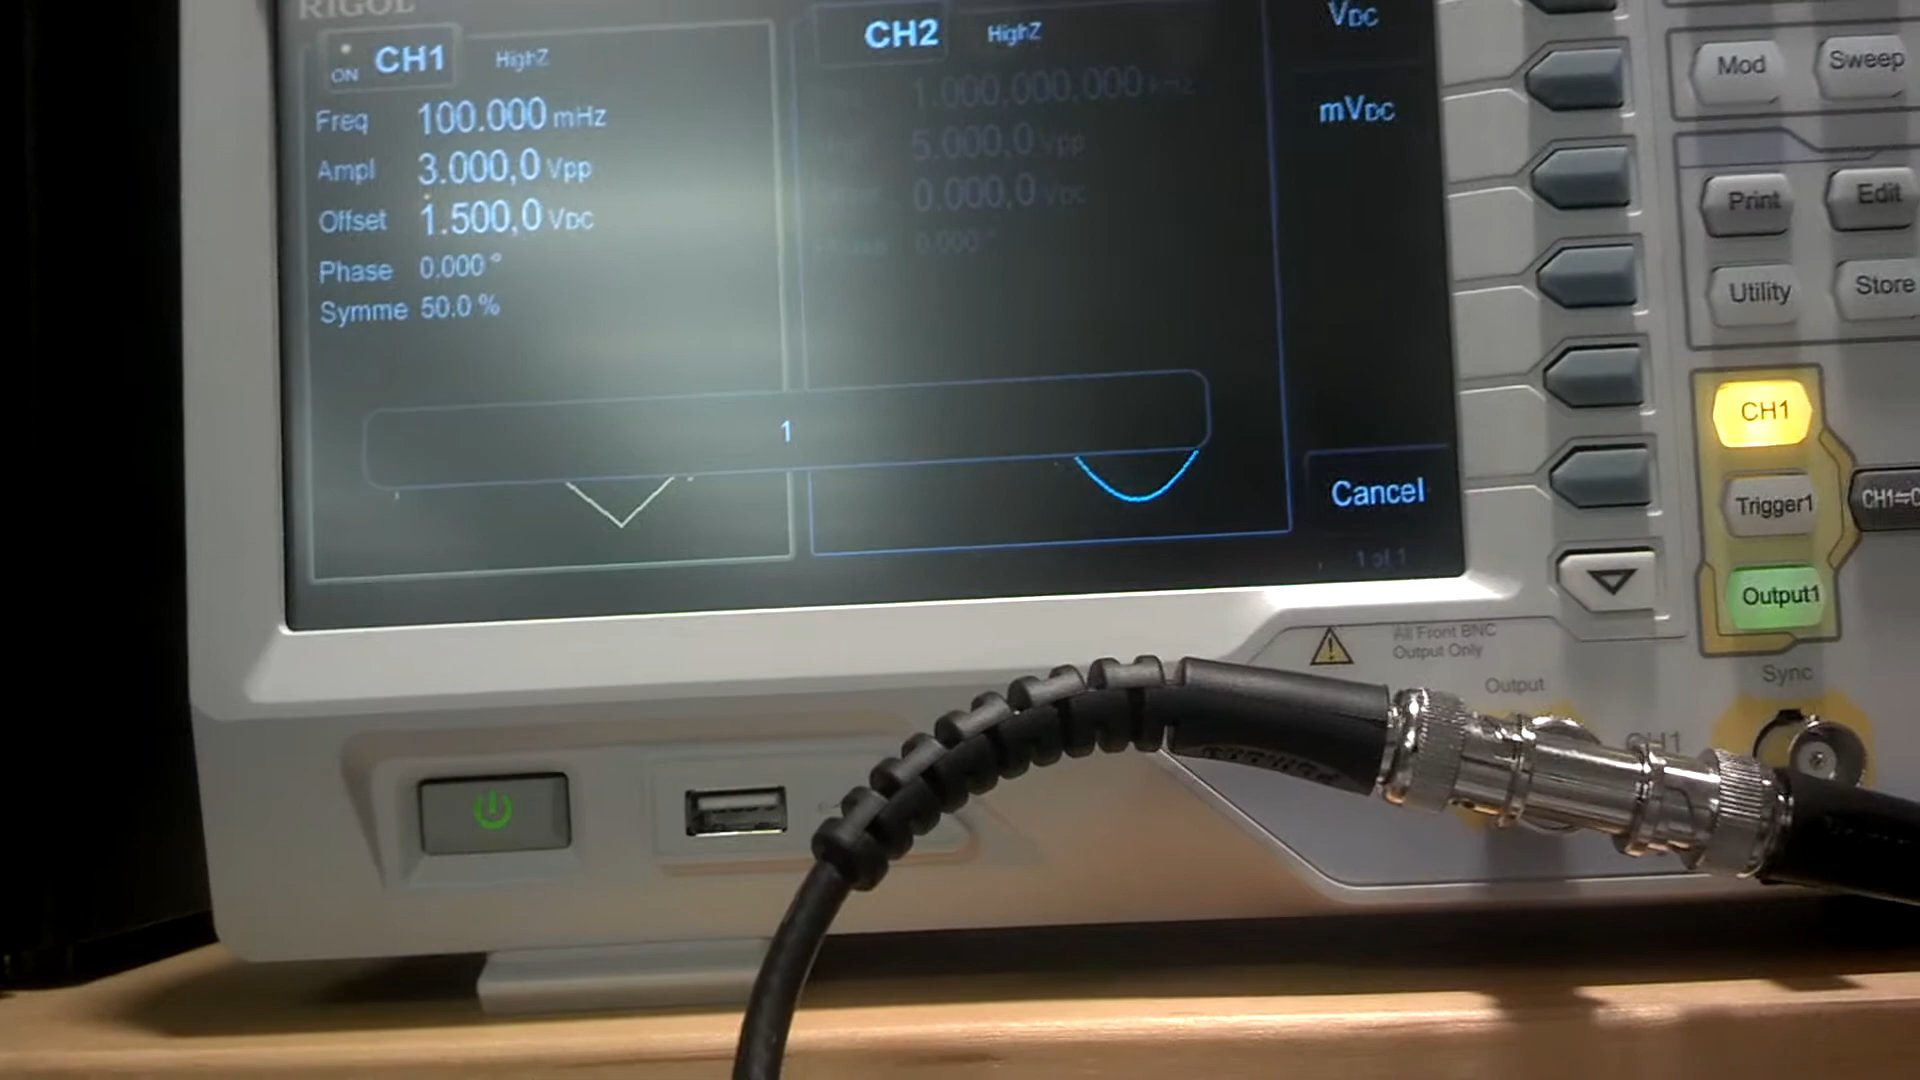 RIGOL
ON CH1 HighZ
Freq 100.000 mHz
Ampl 3.000,0 Vpp
Offset 1.500,0 VDC
Phase 0.000 °
Symme 50.0 %
CH2 HighZ
1.000,000,000 kHz
5.000,0 Vpp
0.000,0 VDC
Phase 0.000 °
1
VDC
mVDC
Cancel
1 of 1
Mod
Sweep
Print
Edit
Utility
Store
CH1
Trigger1
Output1
All Front BNC
Output Only
Output
CH1
Sync